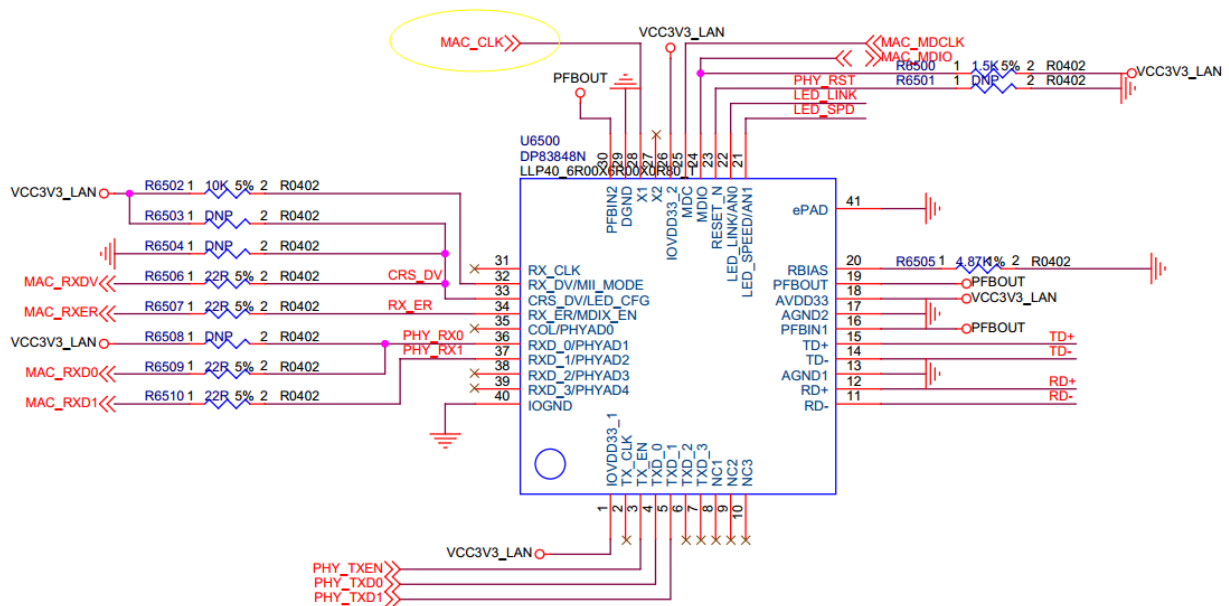 MAC_CLK
VCC3V3_LAN
MAC_MDCLK
MAC_MDIO
PFBOUT
R6500 1 1.5K 5% 2 R0402 VCC3V3_LAN
PHY_RST R6501 1 DNP 2 R0402
LED_LINK
LED_SPD
U6500
DP83848N
LLP40_6R00X6R00X0R80_T
30 29 28 27 26 25 24 23 22 21
PFBIN2 DGND X1 X2 IOVDD33_2 MDC MDIO RESET_N LED_LINK/AN0 LED_SPEED/AN1
VCC3V3_LAN R6502 1 10K 5% 2 R0402
R6503 1 DNP 2 R0402
R6504 1 DNP 2 R0402
MAC_RXDV R6506 1 22R 5% 2 R0402 CRS_DV
MAC_RXER R6507 1 22R 5% 2 R0402 RX_ER
VCC3V3_LAN R6508 1 DNP 2 R0402 PHY_RX0
MAC_RXD0 R6509 1 22R 5% 2 R0402 PHY_RX1
MAC_RXD1 R6510 1 22R 5% 2 R0402
31 RX_CLK
32 RX_DV/MII_MODE
33 CRS_DV/LED_CFG
34 RX_ER/MDIX_EN
35 COL/PHYAD0
36 RXD_0/PHYAD1
37 RXD_1/PHYAD2
38 RXD_2/PHYAD3
39 RXD_3/PHYAD4
40 IOGND
ePAD 41
RBIAS 20 R6505 1 4.87K 1% 2 R0402
PFBOUT 19 PFBOUT
AVDD33 18 VCC3V3_LAN
AGND2 17
PFBIN1 16 PFBOUT
TD+ 15 TD+
TD- 14 TD-
AGND1 13
RD+ 12 RD+
RD- 11 RD-
IOVDD33_1 TX_CLK TX_EN TXD_0 TXD_1 TXD_2 TXD_3 NC1 NC2 NC3
1 2 3 4 5 6 7 8 9 10
VCC3V3_LAN
PHY_TXEN
PHY_TXD0
PHY_TXD1